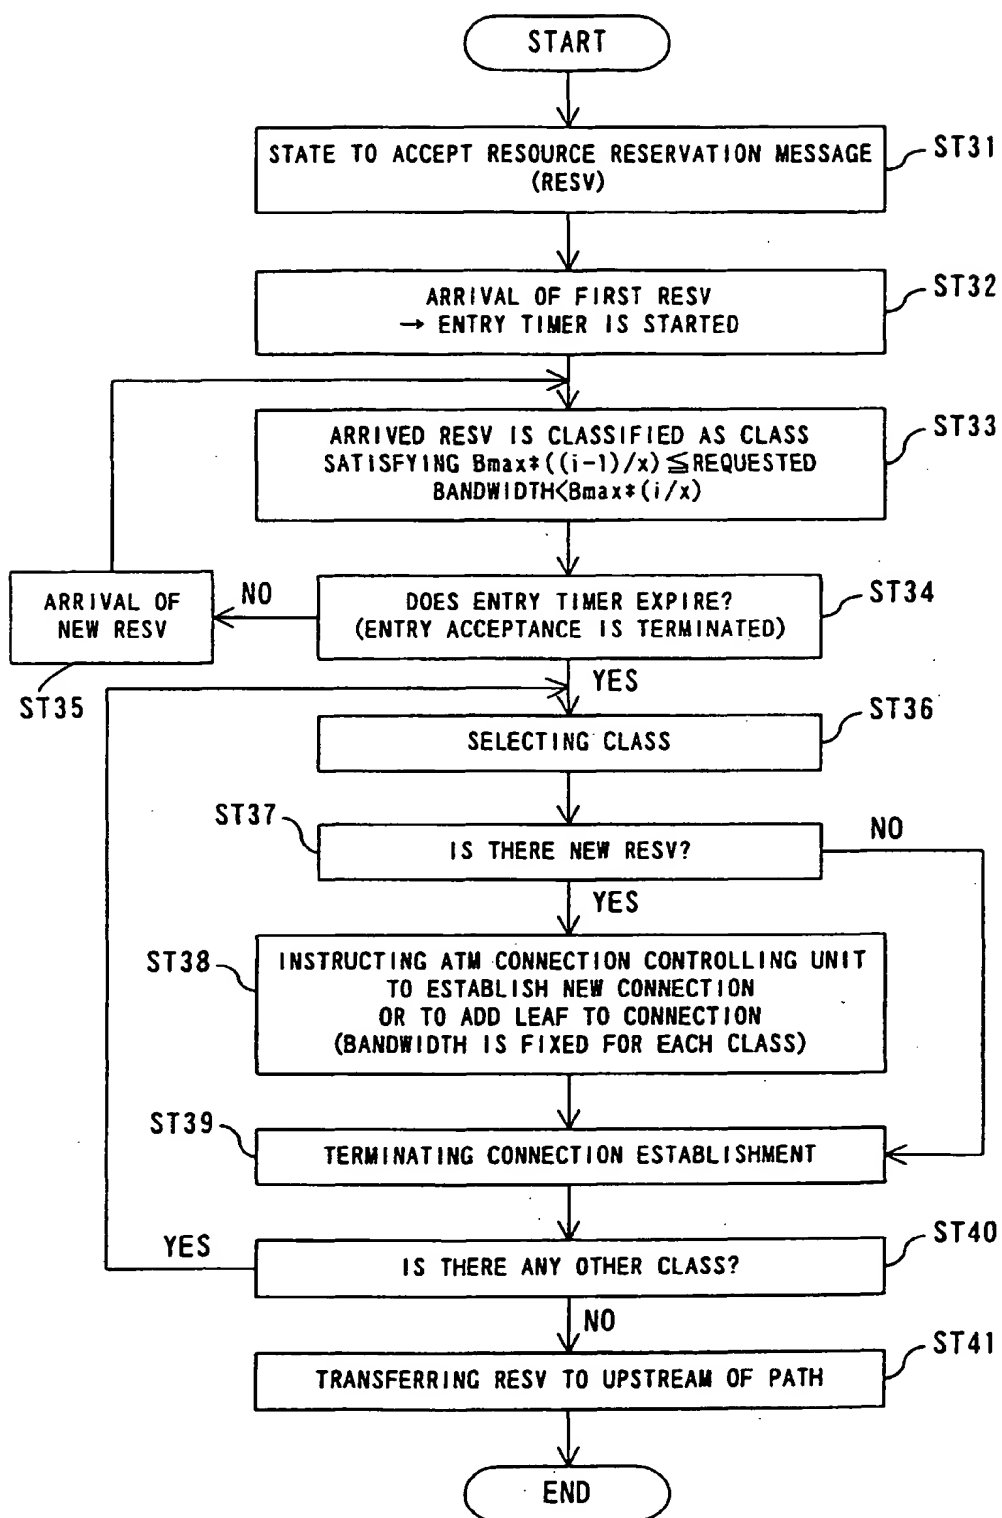 START
STATE TO ACCEPT RESOURCE RESERVATION MESSAGE
(RESV)
ST31
ARRIVAL OF FIRST RESV
→ ENTRY TIMER IS STARTED
ST32
ARRIVED RESV IS CLASSIFIED AS CLASS
SATISFYING Bmax*((i-1)/x)≦REQUESTED
BANDWIDTH<Bmax*(i/x)
ST33
DOES ENTRY TIMER EXPIRE?
(ENTRY ACCEPTANCE IS TERMINATED)
ST34
NO
ARRIVAL OF
NEW RESV
ST35
YES
SELECTING CLASS
ST36
ST37
IS THERE NEW RESV?
NO
YES
ST38
INSTRUCTING ATM CONNECTION CONTROLLING UNIT
TO ESTABLISH NEW CONNECTION
OR TO ADD LEAF TO CONNECTION
(BANDWIDTH IS FIXED FOR EACH CLASS)
ST39
TERMINATING CONNECTION ESTABLISHMENT
YES
IS THERE ANY OTHER CLASS?
ST40
NO
TRANSFERRING RESV TO UPSTREAM OF PATH
ST41
END